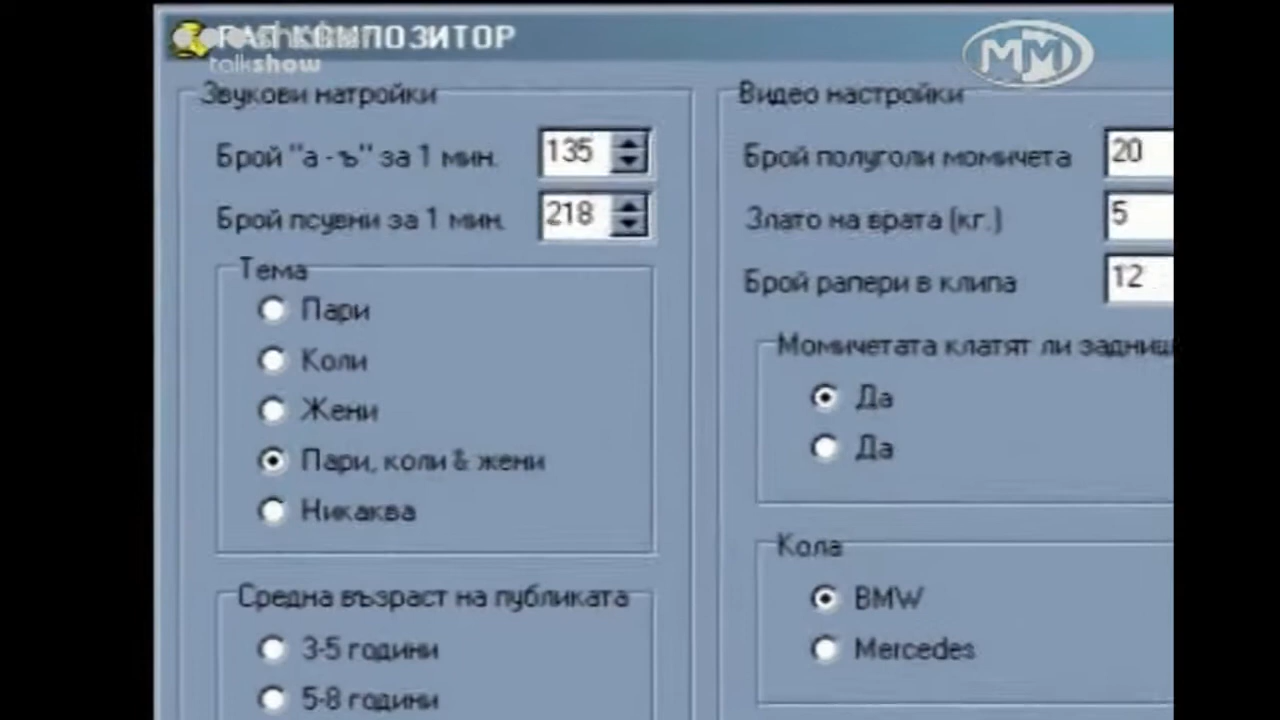 РАП КОМПОЗИТОР
talkshow
MM
Звукови натройки
Брой "а - ъ" за 1 мин.
135
Брой псувни за 1 мин.
218
Тема
Пари
Коли
Жени
Пари, коли & жени
Никаква
Средна възраст на публиката
3-5 години
5-8 години
Видео настройки
Брой полуголи момичета
20
Злато на врата (кг.)
5
Брой рапери в клипа
12
Момичетата клатят ли задниц
Да
Да
Кола
BMW
Mercedes